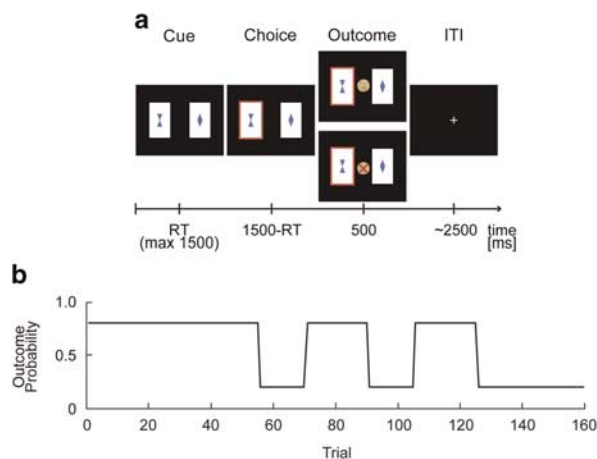 a
Cue Choice Outcome ITI
RT
(max 1500)
1500-RT
500
~2500
time
[ms]
b
Outcome
Probability
1.0
0.5
0
0 20 40 60 80 100 120 140 160
Trial